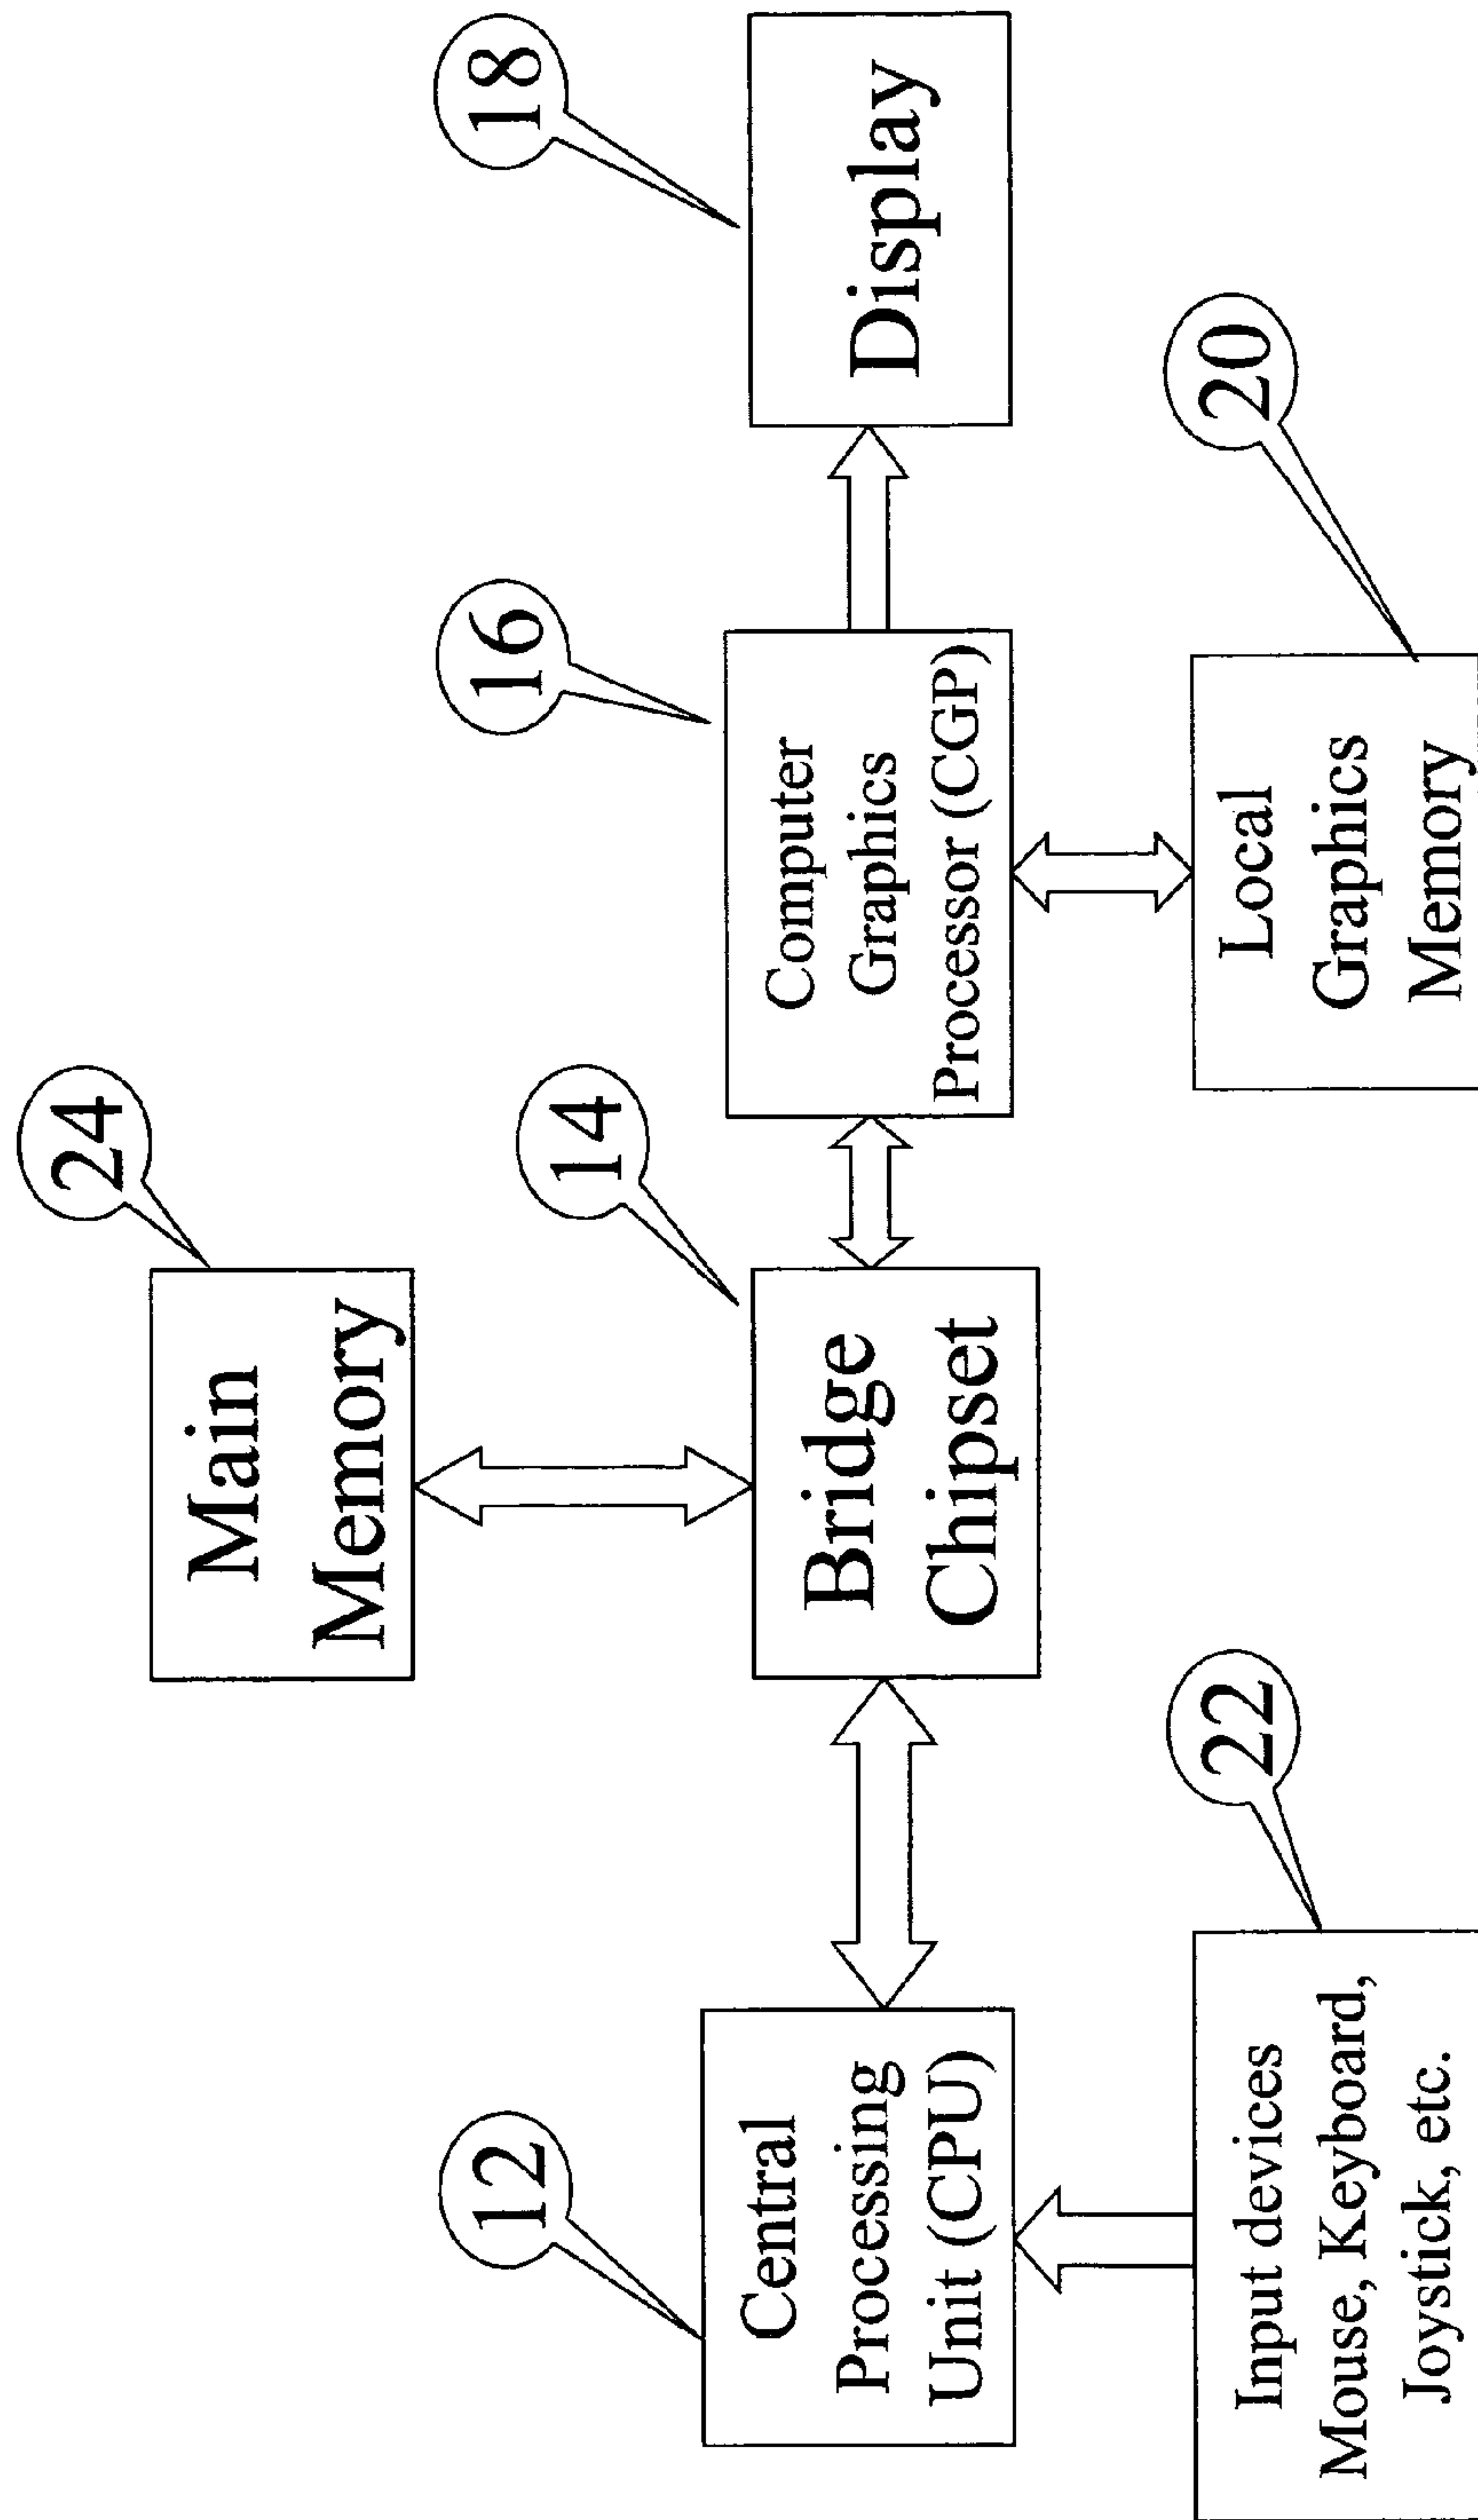 24
Main
Memory
12
14
16
18
Central
Processing
Unit (CPU)
Bridge
Chipset
Computer
Graphics
Processor (CGP)
Display
22
20
Input devices
Mouse, Keyboard,
Joystick, etc.
Local
Graphics
Memory